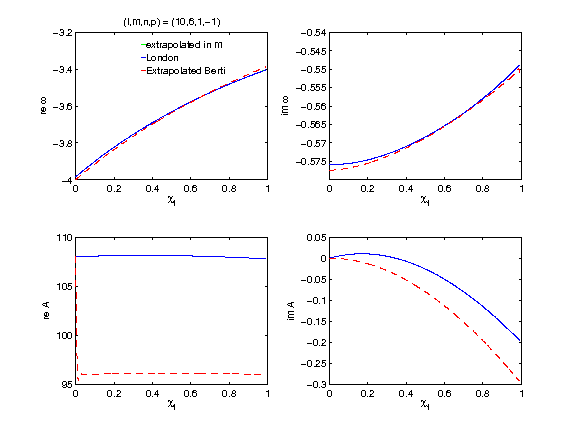 (l,m,n,p) = (10,6,1,−1)
−3.2
−3.4
−3.6
−3.8
−4
re ω
extrapolated in m
London
Extrapolated Berti
0 0.2 0.4 0.6 0.8 1
χf
−0.54
−0.545
−0.55
−0.555
−0.56
−0.565
−0.57
−0.575
im ω
0 0.2 0.4 0.6 0.8 1
χf
110
105
100
95
re A
0 0.2 0.4 0.6 0.8 1
χf
0.05
0
−0.05
−0.1
−0.15
−0.2
−0.25
−0.3
im A
0 0.2 0.4 0.6 0.8 1
χf